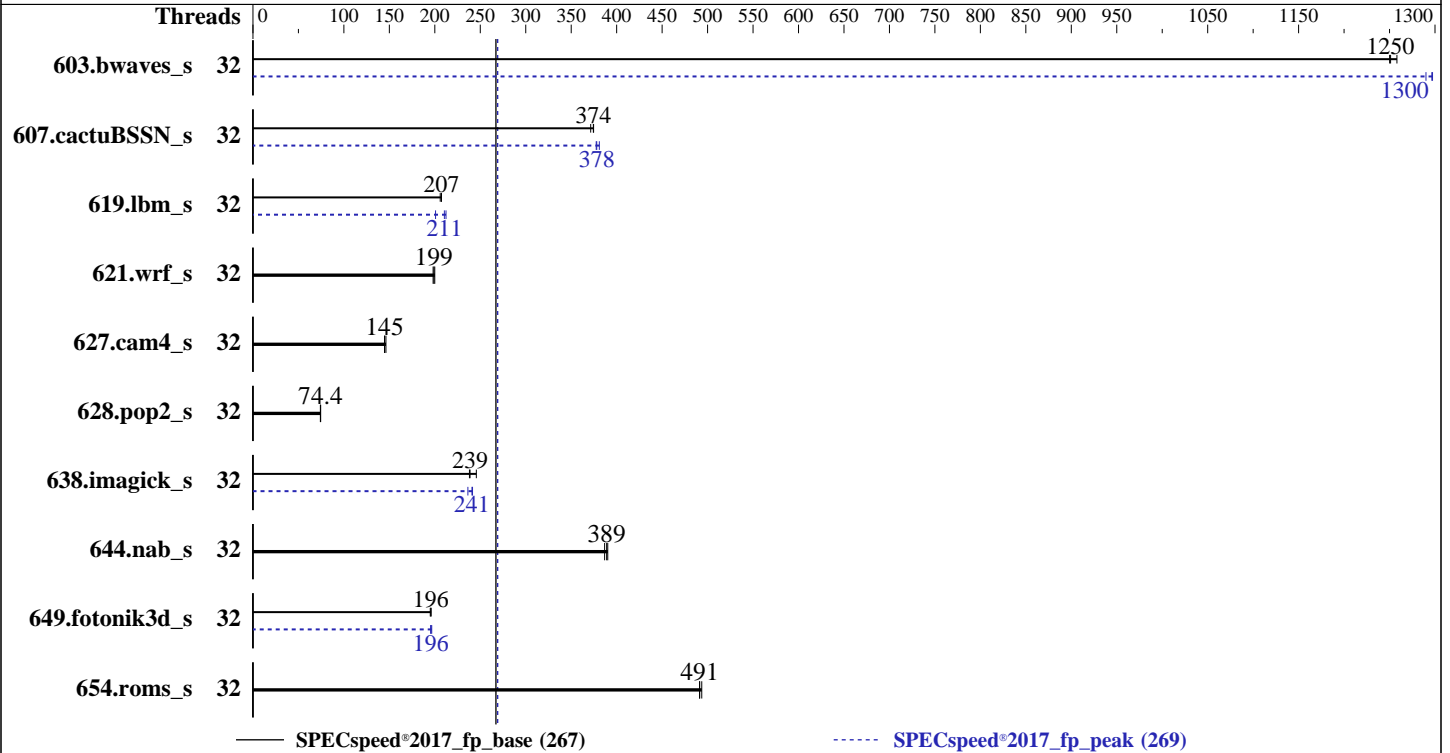 Threads 0 100 150 200 250 300 350 400 450 500 550 600 650 700 750 800 850 900 950 1050 1150 1300
603.bwaves_s 32 1250
1300
607.cactuBSSN_s 32 374
378
619.lbm_s 32 207
211
621.wrf_s 32 199
627.cam4_s 32 145
628.pop2_s 32 74.4
638.imagick_s 32 239
241
644.nab_s 32 389
649.fotonik3d_s 32 196
196
654.roms_s 32 491
SPECspeed®2017_fp_base (267) SPECspeed®2017_fp_peak (269)